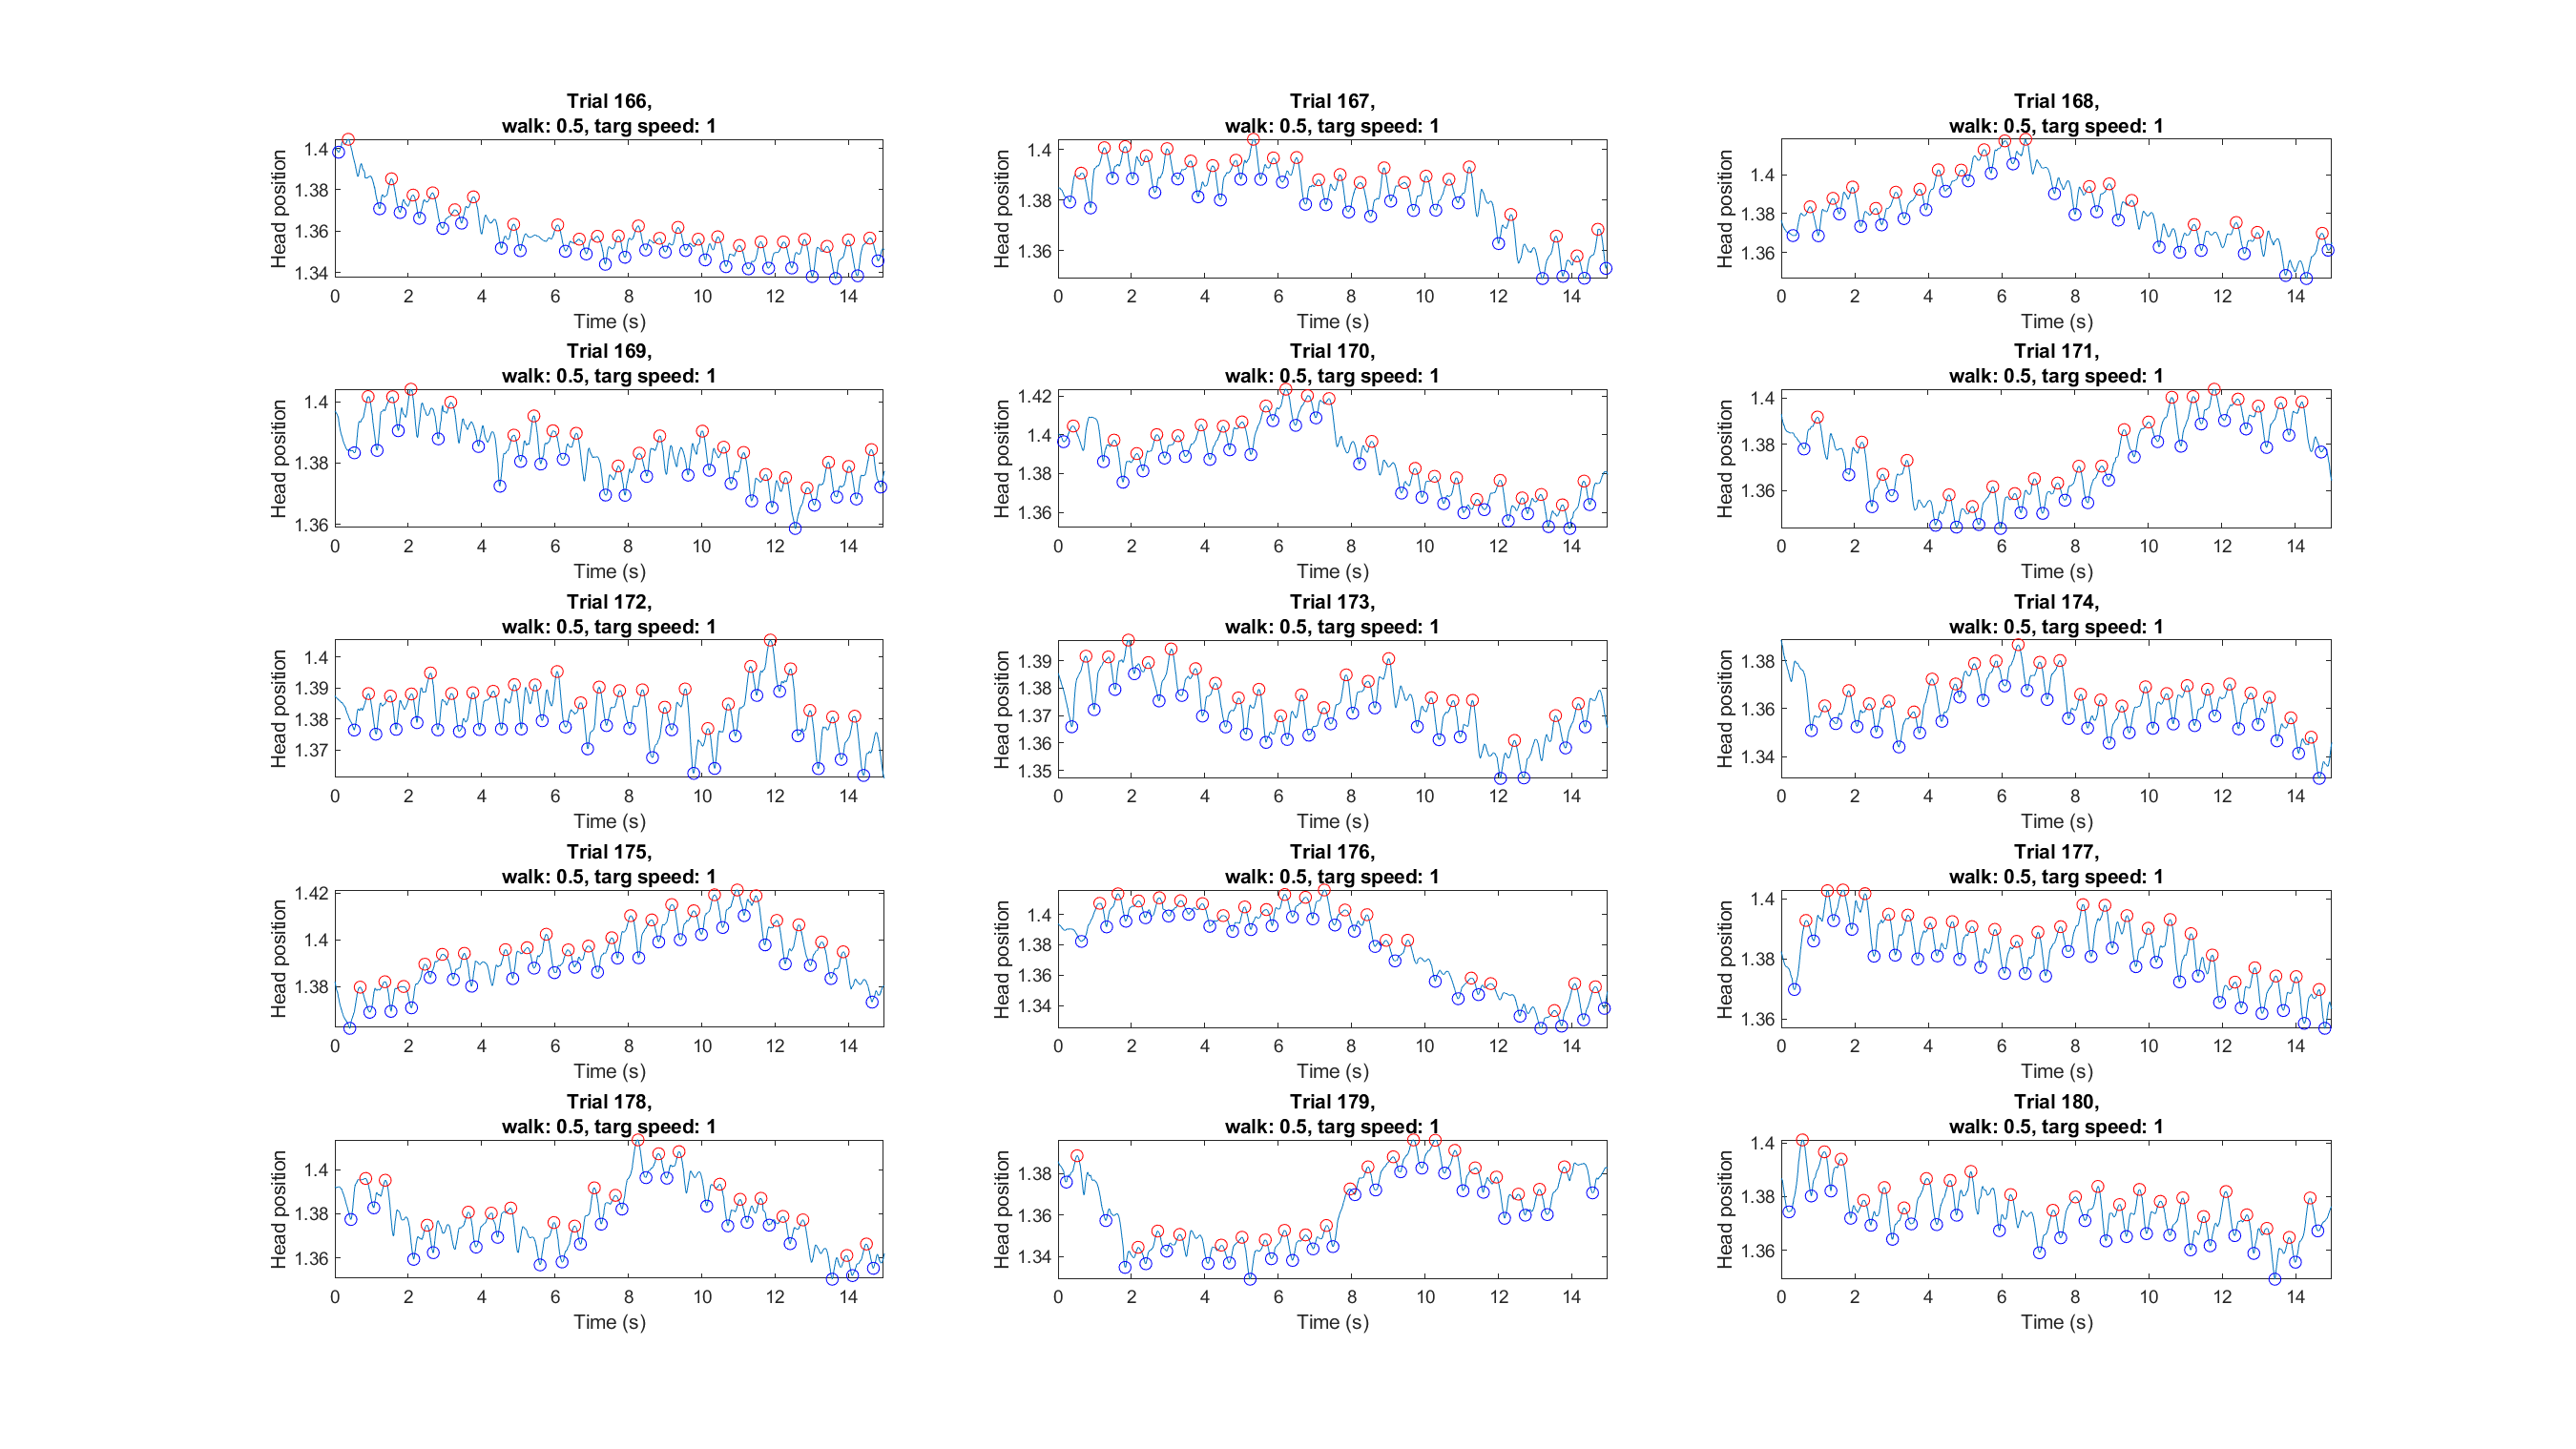 Trial 166,
walk: 0.5, targ speed: 1
Head position
1.4
1.38
1.36
1.34
0 2 4 6 8 10 12 14
Time (s)
Trial 167,
walk: 0.5, targ speed: 1
Head position
1.4
1.38
1.36
0 2 4 6 8 10 12 14
Time (s)
Trial 168,
walk: 0.5, targ speed: 1
Head position
1.4
1.38
1.36
0 2 4 6 8 10 12 14
Time (s)
Trial 169,
walk: 0.5, targ speed: 1
Head position
1.4
1.38
1.36
0 2 4 6 8 10 12 14
Time (s)
Trial 170,
walk: 0.5, targ speed: 1
Head position
1.42
1.4
1.38
1.36
0 2 4 6 8 10 12 14
Time (s)
Trial 171,
walk: 0.5, targ speed: 1
Head position
1.4
1.38
1.36
0 2 4 6 8 10 12 14
Time (s)
Trial 172,
walk: 0.5, targ speed: 1
Head position
1.4
1.39
1.38
1.37
0 2 4 6 8 10 12 14
Time (s)
Trial 173,
walk: 0.5, targ speed: 1
Head position
1.39
1.38
1.37
1.36
1.35
0 2 4 6 8 10 12 14
Time (s)
Trial 174,
walk: 0.5, targ speed: 1
Head position
1.38
1.36
1.34
0 2 4 6 8 10 12 14
Time (s)
Trial 175,
walk: 0.5, targ speed: 1
Head position
1.42
1.4
1.38
0 2 4 6 8 10 12 14
Time (s)
Trial 176,
walk: 0.5, targ speed: 1
Head position
1.4
1.38
1.36
1.34
0 2 4 6 8 10 12 14
Time (s)
Trial 177,
walk: 0.5, targ speed: 1
Head position
1.4
1.38
1.36
0 2 4 6 8 10 12 14
Time (s)
Trial 178,
walk: 0.5, targ speed: 1
Head position
1.4
1.38
1.36
0 2 4 6 8 10 12 14
Time (s)
Trial 179,
walk: 0.5, targ speed: 1
Head position
1.38
1.36
1.34
0 2 4 6 8 10 12 14
Time (s)
Trial 180,
walk: 0.5, targ speed: 1
Head position
1.4
1.38
1.36
0 2 4 6 8 10 12 14
Time (s)